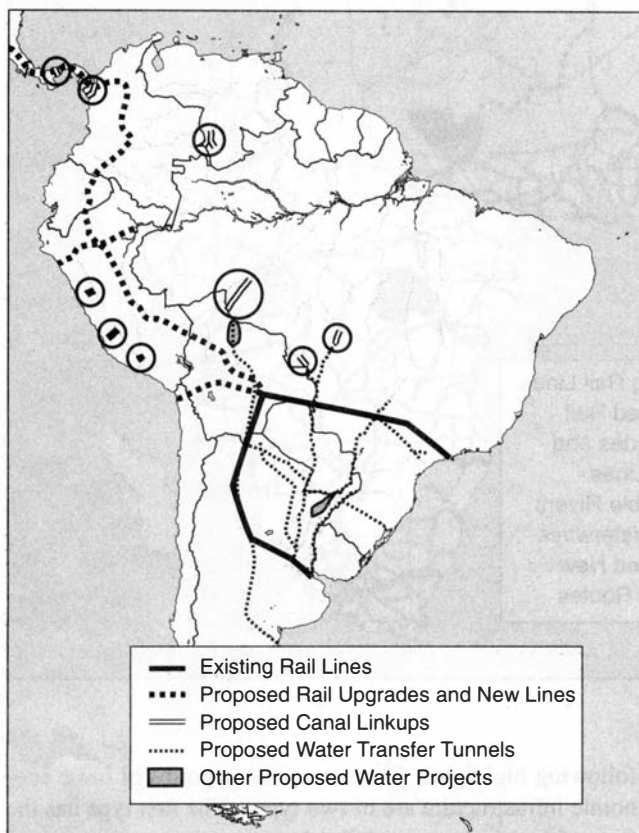 Existing Rail Lines
Proposed Rail Upgrades and New Lines
Proposed Canal Linkups
Proposed Water Transfer Tunnels
Other Proposed Water Projects